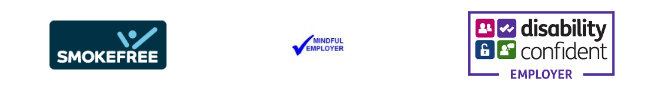 SMOKEFREE
MINDFUL
EMPLOYER
disability
confident
EMPLOYER